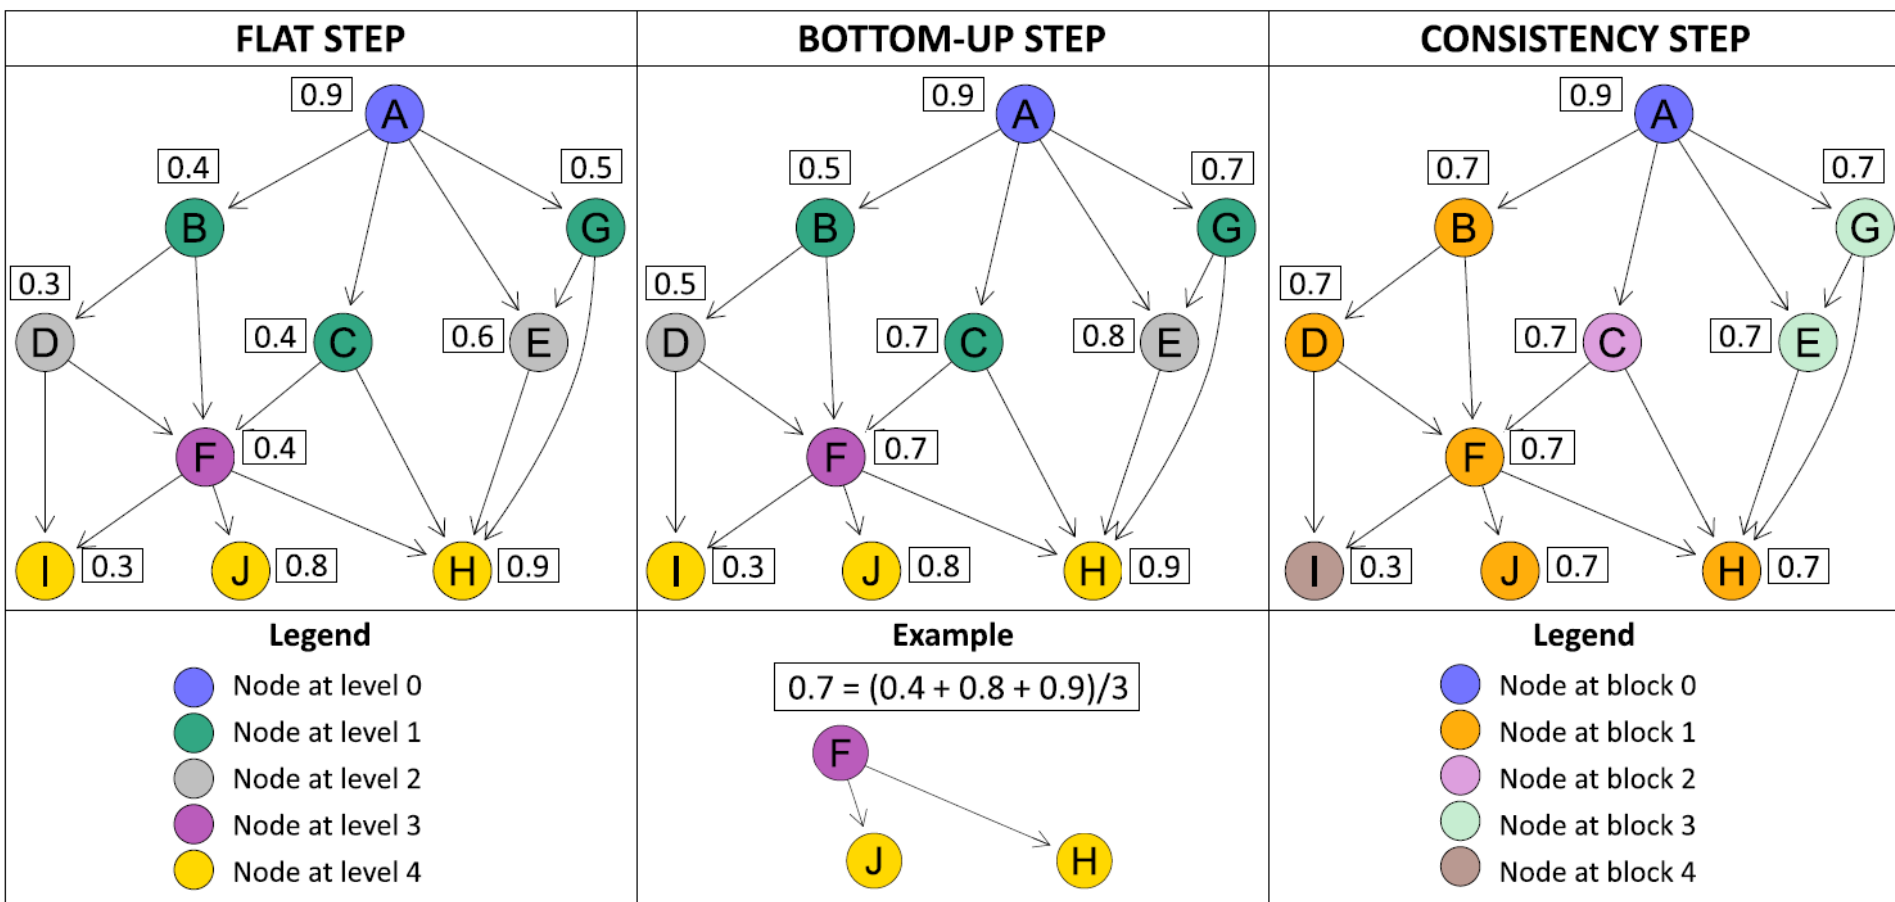 FLAT STEP
0.9
A
0.4
B
0.5
G
0.3
D
0.4
C
0.6
E
F
0.4
I
0.3
J
0.8
H
0.9
Legend
Node at level 0
Node at level 1
Node at level 2
Node at level 3
Node at level 4
BOTTOM-UP STEP
0.9
A
0.5
B
0.7
G
0.5
D
0.7
C
0.8
E
F
0.7
I
0.3
J
0.8
H
0.9
Example
0.7 = (0.4 + 0.8 + 0.9)/3
F
J
H
CONSISTENCY STEP
0.9
A
0.7
B
0.7
G
0.7
D
0.7
C
0.7
E
F
0.7
I
0.3
J
0.7
H
0.7
Legend
Node at block 0
Node at block 1
Node at block 2
Node at block 3
Node at block 4